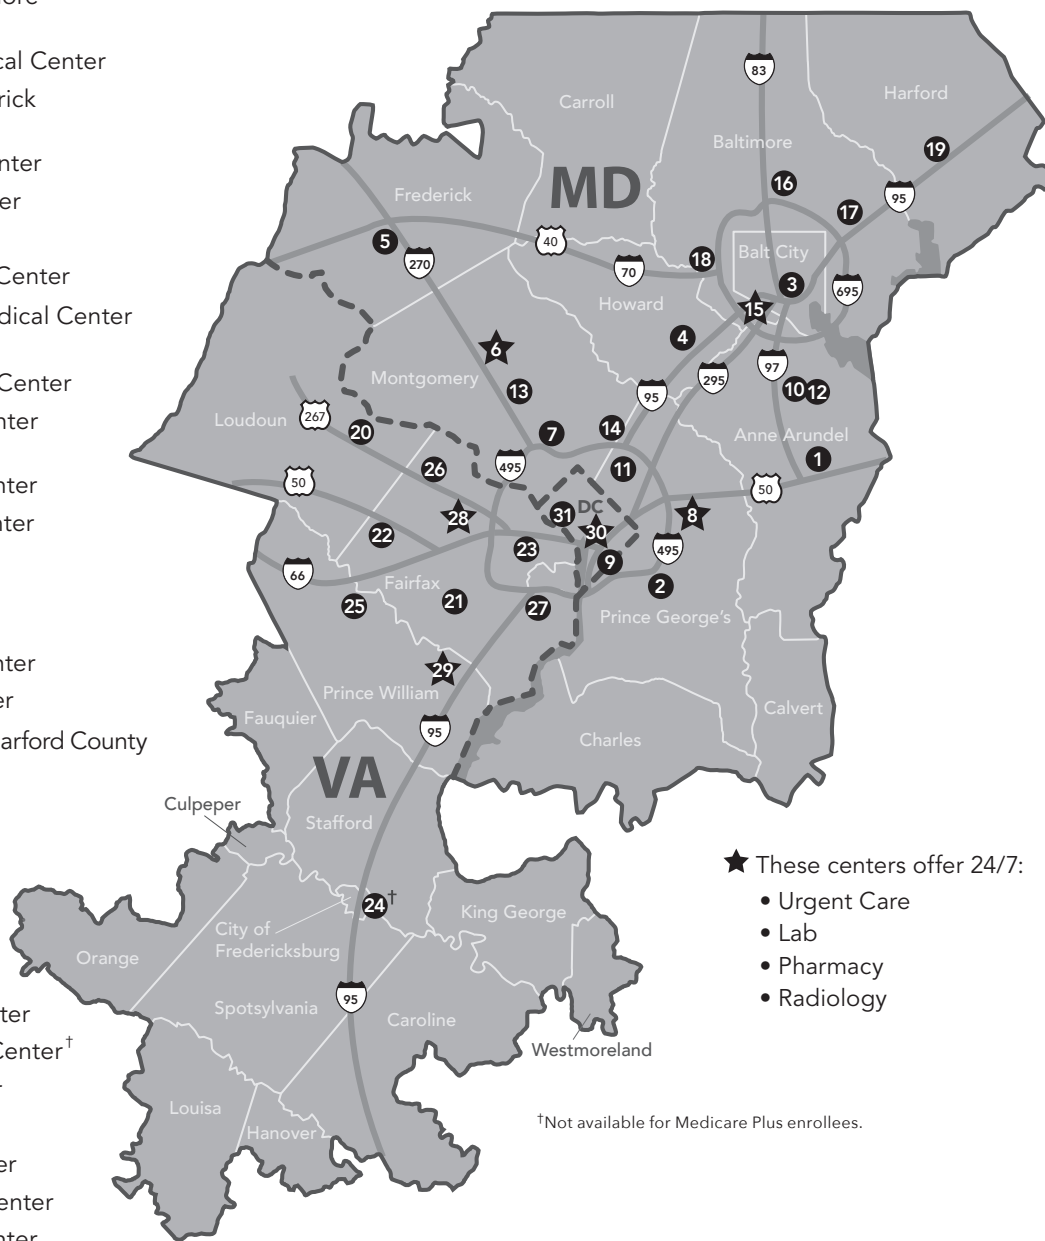 cal Center
rick
nter
er
Center
dical Center
Center
nter
nter
nter
nter
er
arford County
ter
Center†
er
enter
nter
83
Carroll
Harford
Baltimore
19
MD
16
95
Frederick
17
5
40
Balt City
18
270
70
3
695
Howard
15
4
6
97
295
Montgomery
13
95
10
12
267
Loudoun
20
7
14
Anne Arundel
1
26
495
11
50
50
31
DC
28
8
30
22
23
495
9
66
Fairfax
2
25
21
27
Prince George's
29
Prince William
Fauquier
95
Calvert
Charles
VA
Culpeper
Stafford
24†
King George
City of
Fredericksburg
Orange
95
Spotsylvania
Caroline
Westmoreland
Louisa
Hanover
★ These centers offer 24/7:
• Urgent Care
• Lab
• Pharmacy
• Radiology
†Not available for Medicare Plus enrollees.